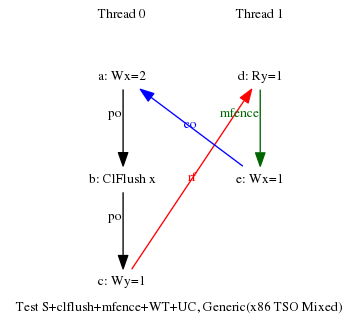 Thread 0 Thread 1
a: Wx=2 d: Ry=1
po mfence
co
rf
b: ClFlush x e: Wx=1
po
c: Wy=1
Test S+clflush+mfence+WT+UC, Generic(x86 TSO Mixed)